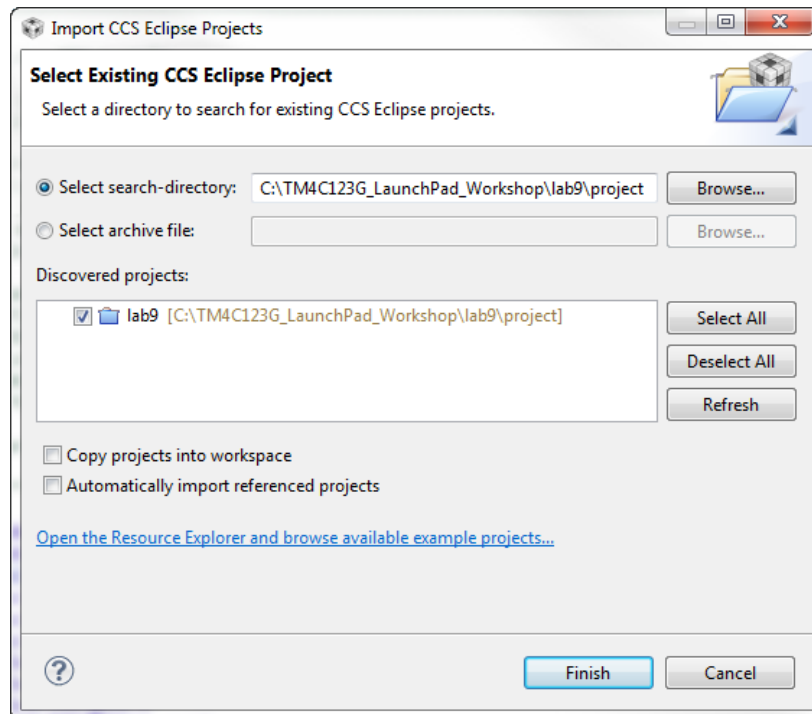 Import CCS Eclipse Projects
Select Existing CCS Eclipse Project
Select a directory to search for existing CCS Eclipse projects.
Select search-directory: C:\TM4C123G_LaunchPad_Workshop\lab9\project Browse...
Select archive file: Browse...
Discovered projects:
lab9 [C:\TM4C123G_LaunchPad_Workshop\lab9\project]
Select All
Deselect All
Refresh
Copy projects into workspace
Automatically import referenced projects
Open the Resource Explorer and browse available example projects...
? Finish Cancel